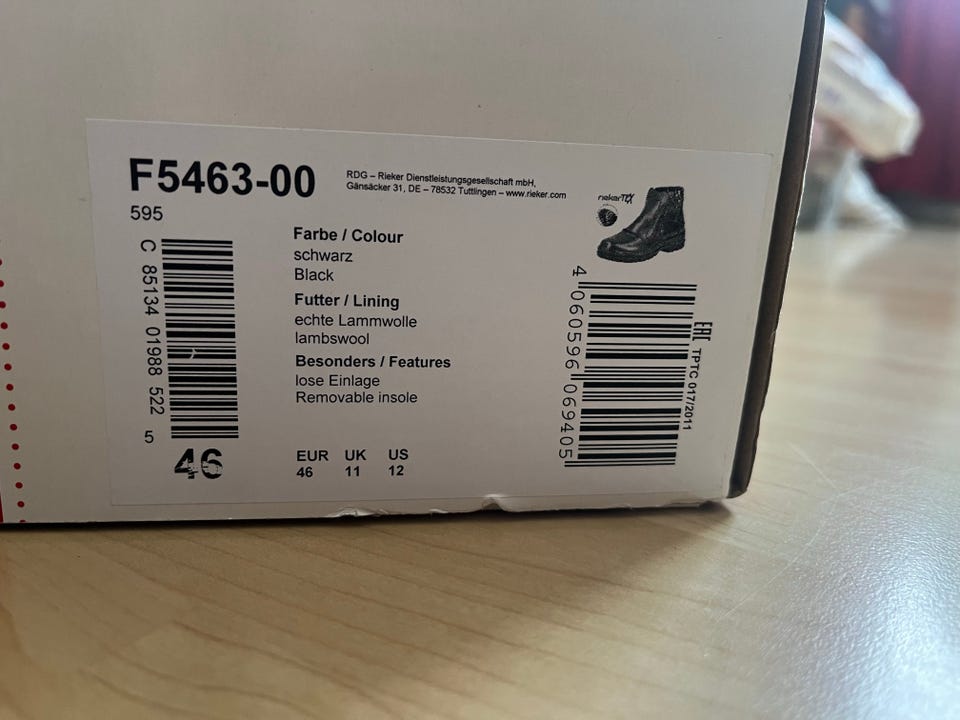 F5463-00
595
RDG – Rieker Dienstleistungsgesellschaft mbH,
Gänsäcker 31, DE – 78532 Tuttlingen – www.rieker.com
riekerTEX
C 85134 01988 522 5
Farbe / Colour
schwarz
Black
Futter / Lining
echte Lammwolle
lambswool
Besonders / Features
lose Einlage
Removable insole
46
EUR UK US
46 11 12
4 060596 069405
EAC TPTC 017/2011